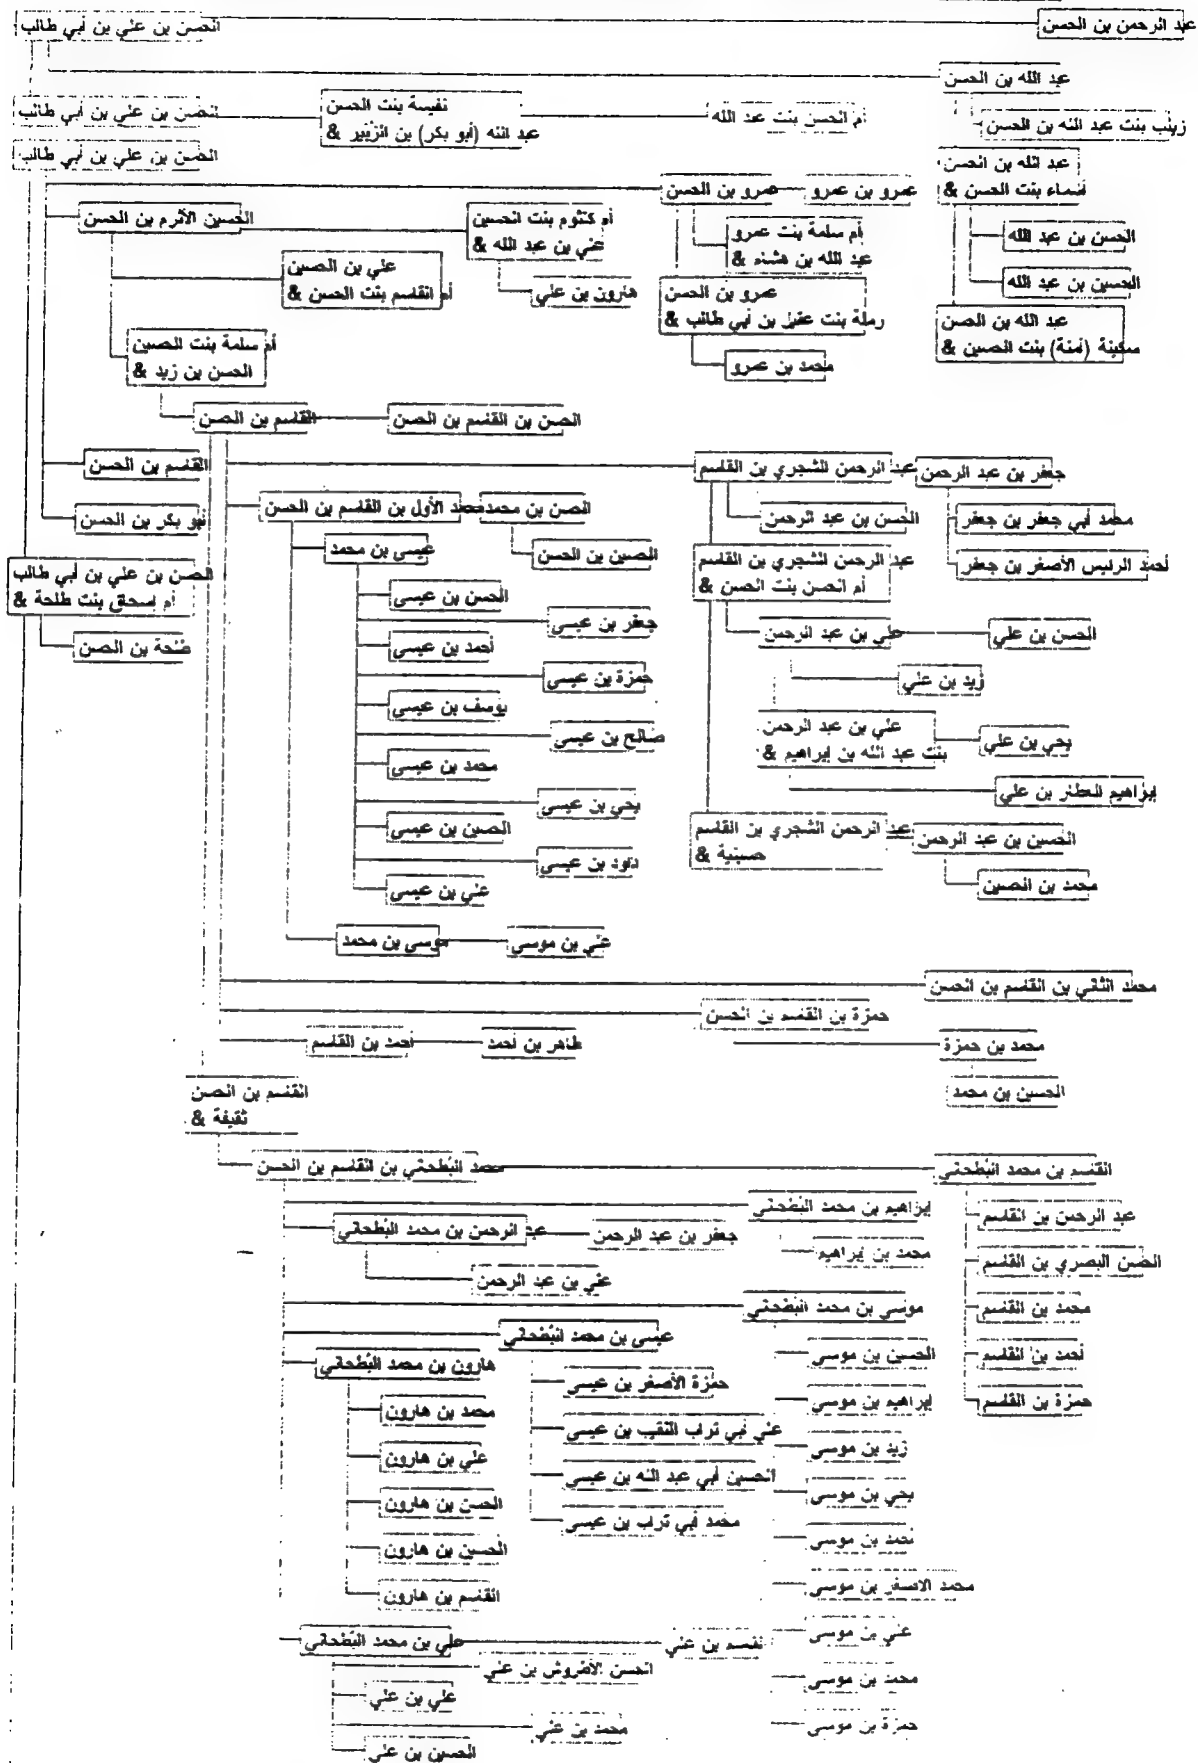 الحسن بن علي بن أبي طالب
عبد الرحمن بن الحسن
عبد الله بن الحسن
زينب بنت عبد الله بن الحسن
الحسن بن علي بن أبي طالب
نفيسة بنت الحسن
عبد الله (أبو بكر) بن الزبير &
أم الحسن بنت عبد الله
الحسن بن علي بن أبي طالب
عبد الله بن الحسن
أسماء بنت الحسن &
الحسن بن عبد الله
الحسين بن عبد الله
عبد الله بن الحسن
سكينة (أمنة) بنت الحسين &
عمرو بن الحسن
عمرو بن عمرو
أم سلمة بنت عمرو
عبد الله بن هشام &
عمرو بن الحسن
رملة بنت عقيل بن أبي طالب &
محمد بن عمرو
الحسين الأثرم بن الحسن
أم كلثوم بنت الحسين
علي بن عبد الله &
هارون بن علي
علي بن الحسين
أم القاسم بنت الحسن &
أم سلمة بنت الحسين
الحسن بن زيد &
القاسم بن الحسن
الحسن بن القاسم بن الحسن
القاسم بن الحسن
أبو بكر بن الحسن
الحسن بن علي بن أبي طالب
أم اسحاق بنت طلحة &
طلحة بن الحسن
عبد الرحمن الشجري بن القاسم
جعفر بن عبد الرحمن
محمد أبي جعفر بن جعفر
أحمد الرئيس الأصغر بن جعفر
الحسن بن عبد الرحمن
عبد الرحمن الشجري بن القاسم
أم الحسن بنت الحسن &
علي بن عبد الرحمن
الحسن بن علي
زيد بن علي
علي بن عبد الرحمن
بنت عبد الله بن إبراهيم &
يحي بن علي
إبراهيم العطار بن علي
عبد الرحمن الشجري بن القاسم
حسينية &
الحسين بن عبد الرحمن
محمد بن الحسين
محمد الأول بن القاسم بن الحسن
الحسن بن محمد
الحسين بن الحسن
عيسى بن محمد
الحسن بن عيسى
جعفر بن عيسى
أحمد بن عيسى
حمزة بن عيسى
يوسف بن عيسى
صالح بن عيسى
محمد بن عيسى
يحي بن عيسى
الحسين بن عيسى
داود بن عيسى
علي بن عيسى
موسى بن محمد
علي بن موسى
محمد الثاني بن القاسم بن الحسن
حمزة بن القاسم بن الحسن
محمد بن حمزة
الحسين بن محمد
أحمد بن القاسم
طاهر بن أحمد
القاسم بن الحسن
ثقيفة &
محمد البطحاني بن القاسم بن الحسن
القاسم بن محمد البطحاني
عبد الرحمن بن القاسم
الحسن البصري بن القاسم
محمد بن القاسم
أحمد بن القاسم
حمزة بن القاسم
إبراهيم بن محمد البطحاني
محمد بن إبراهيم
عبد الرحمن بن محمد البطحاني
جعفر بن عبد الرحمن
علي بن عبد الرحمن
موسى بن محمد البطحاني
الحسين بن موسى
إبراهيم بن موسى
زيد بن موسى
يحي بن موسى
أحمد بن موسى
محمد الاصغر بن موسى
علي بن موسى
محمد بن موسى
حمزة بن موسى
عيسى بن محمد البطحاني
حمزة الأصغر بن عيسى
علي أبي تراب النقيب بن عيسى
الحسين أبي عبد الله بن عيسى
محمد أبي تراب بن عيسى
هارون بن محمد البطحاني
محمد بن هارون
علي بن هارون
الحسن بن هارون
الحسين بن هارون
القاسم بن هارون
علي بن محمد البطحاني
القاسم بن علي
الحسن الأطروش بن علي
علي بن علي
محمد بن علي
الحسين بن علي